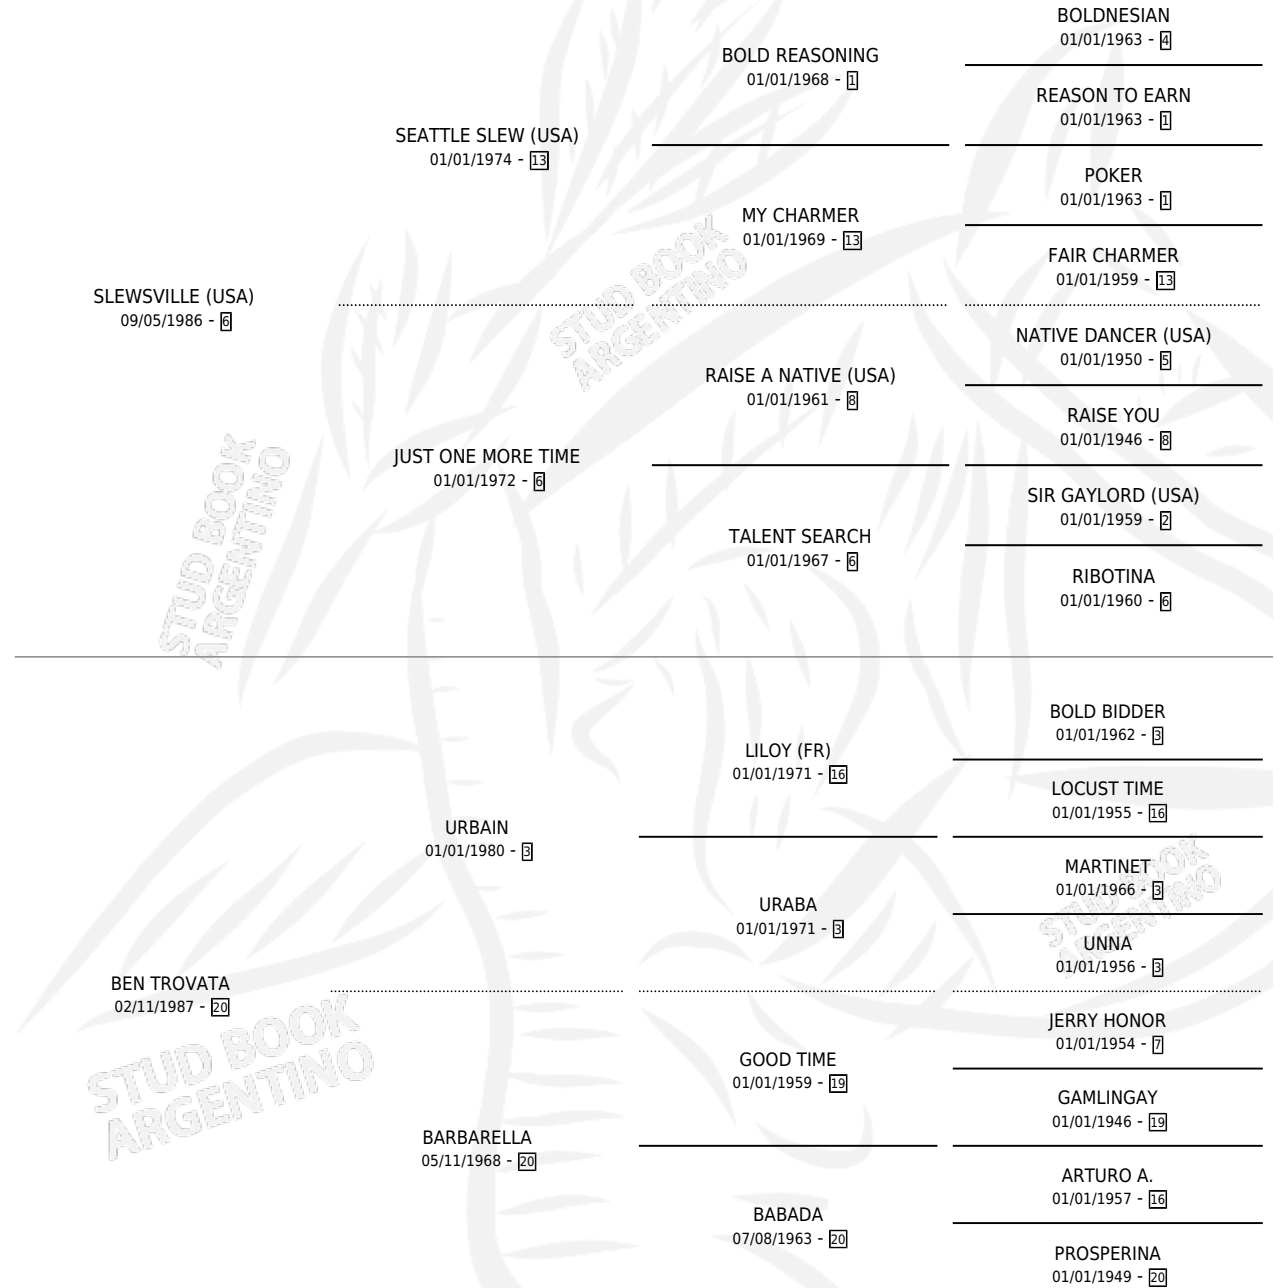 BOLDNESIAN
01/01/1963 - 4
BOLD REASONING
01/01/1968 - 1
REASON TO EARN
01/01/1963 - 1
SEATTLE SLEW (USA)
01/01/1974 - 13
POKER
01/01/1963 - 1
MY CHARMER
01/01/1969 - 13
FAIR CHARMER
01/01/1959 - 13
SLEWSVILLE (USA)
09/05/1986 - 6
NATIVE DANCER (USA)
01/01/1950 - 5
RAISE A NATIVE (USA)
01/01/1961 - 8
RAISE YOU
01/01/1946 - 8
JUST ONE MORE TIME
01/01/1972 - 6
SIR GAYLORD (USA)
01/01/1959 - 2
TALENT SEARCH
01/01/1967 - 6
RIBOTINA
01/01/1960 - 6
BOLD BIDDER
01/01/1962 - 3
LILOY (FR)
01/01/1971 - 16
LOCUST TIME
01/01/1955 - 16
URBAIN
01/01/1980 - 3
MARTINET
01/01/1966 - 3
URABA
01/01/1971 - 3
UNNA
01/01/1956 - 3
BEN TROVATA
02/11/1987 - 20
JERRY HONOR
01/01/1954 - 7
GOOD TIME
01/01/1959 - 19
GAMLINGAY
01/01/1946 - 19
BARBARELLA
05/11/1968 - 20
ARTURO A.
01/01/1957 - 16
BABADA
07/08/1963 - 20
PROSPERINA
01/01/1949 - 20
STUD BOOK
ARGENTINO
STUD BOOK
ARGENTINO
STUD BOOK
ARGENTINO
STUD BOOK
ARGENTINO